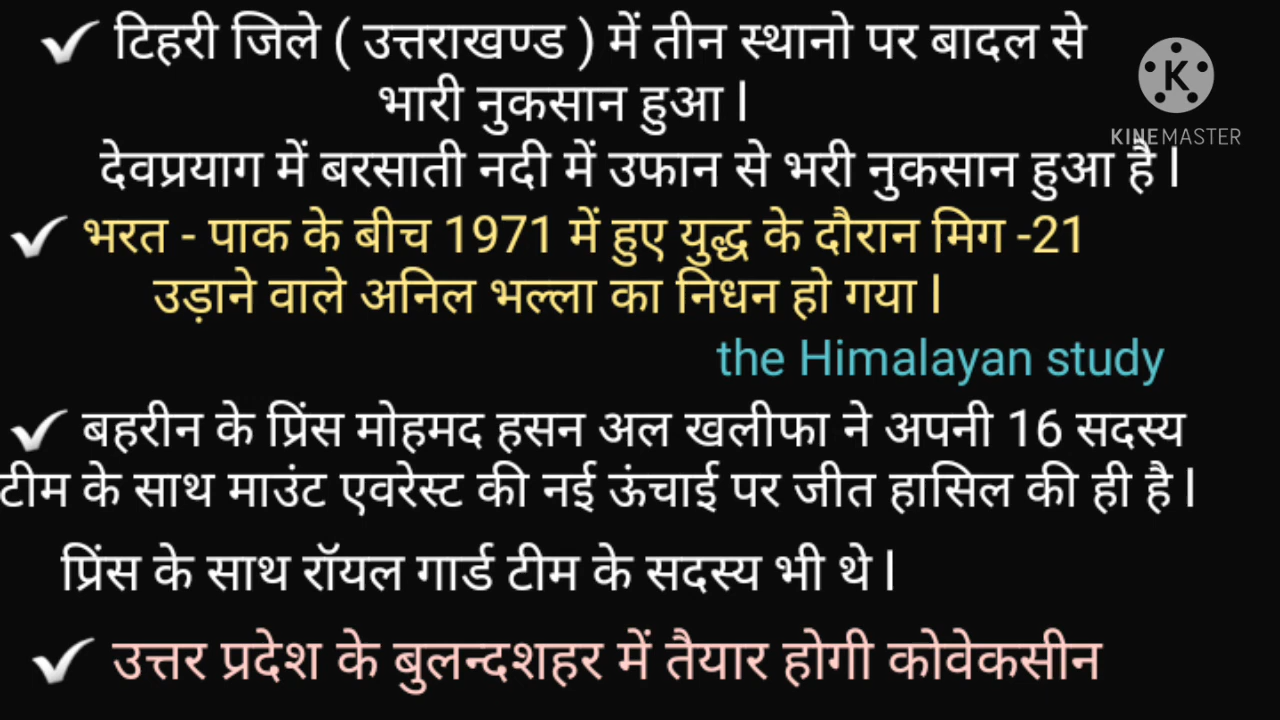 ✓ टिहरी जिले ( उत्तराखण्ड ) में तीन स्थानो पर बादल से
भारी नुकसान हुआ l
देवप्रयाग में बरसाती नदी में उफान से भरी नुकसान हुआ है l
✓ भरत - पाक के बीच 1971 में हुए युद्ध के दौरान मिग -21
उड़ाने वाले अनिल भल्ला का निधन हो गया l
the Himalayan study
✓ बहरीन के प्रिंस मोहमद हसन अल खलीफा ने अपनी 16 सदस्य
टीम के साथ माउंट एवरेस्ट की नई ऊंचाई पर जीत हासिल की ही है l
प्रिंस के साथ रॉयल गार्ड टीम के सदस्य भी थे l
✓ उत्तर प्रदेश के बुलन्दशहर में तैयार होगी कोवेकसीन
K
KINEMASTER